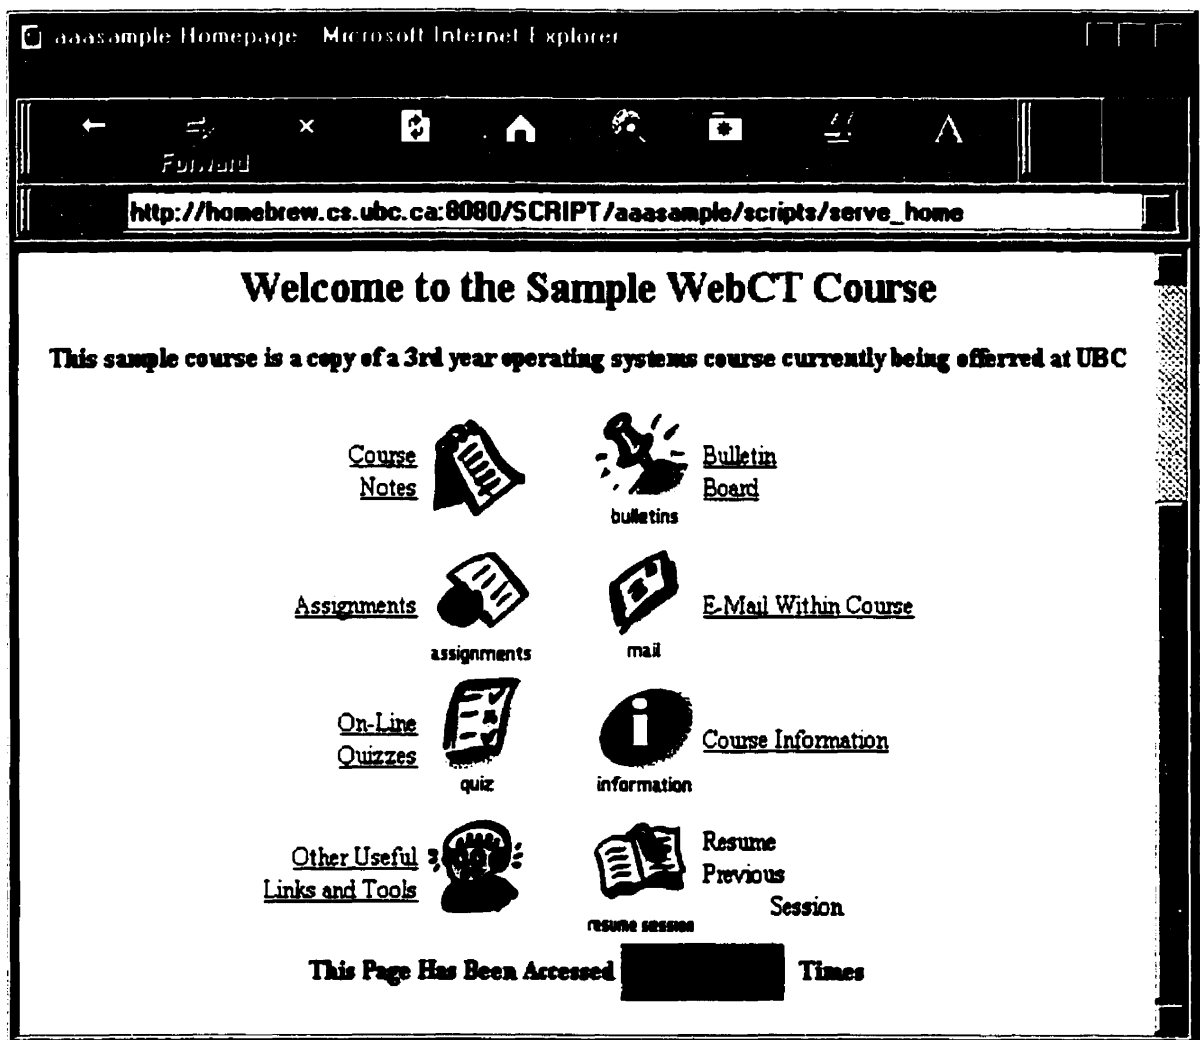 aaasample Homepage Microsoft Internet Explorer
Forward
http://homebrew.cs.ubc.ca:8080/SCRIPT/aaasample/scripts/serve_home
Welcome to the Sample WebCT Course
This sample course is a copy of a 3rd year operating systems course currently being offerred at UBC
Course
Notes
Bulletin
Board
bulletins
Assignments
assignments
E-Mail Within Course
mail
On-Line
Quizzes
quiz
Course Information
information
Other Useful
Links and Tools
Resume
Previous
Session
resume session
This Page Has Been Accessed Times